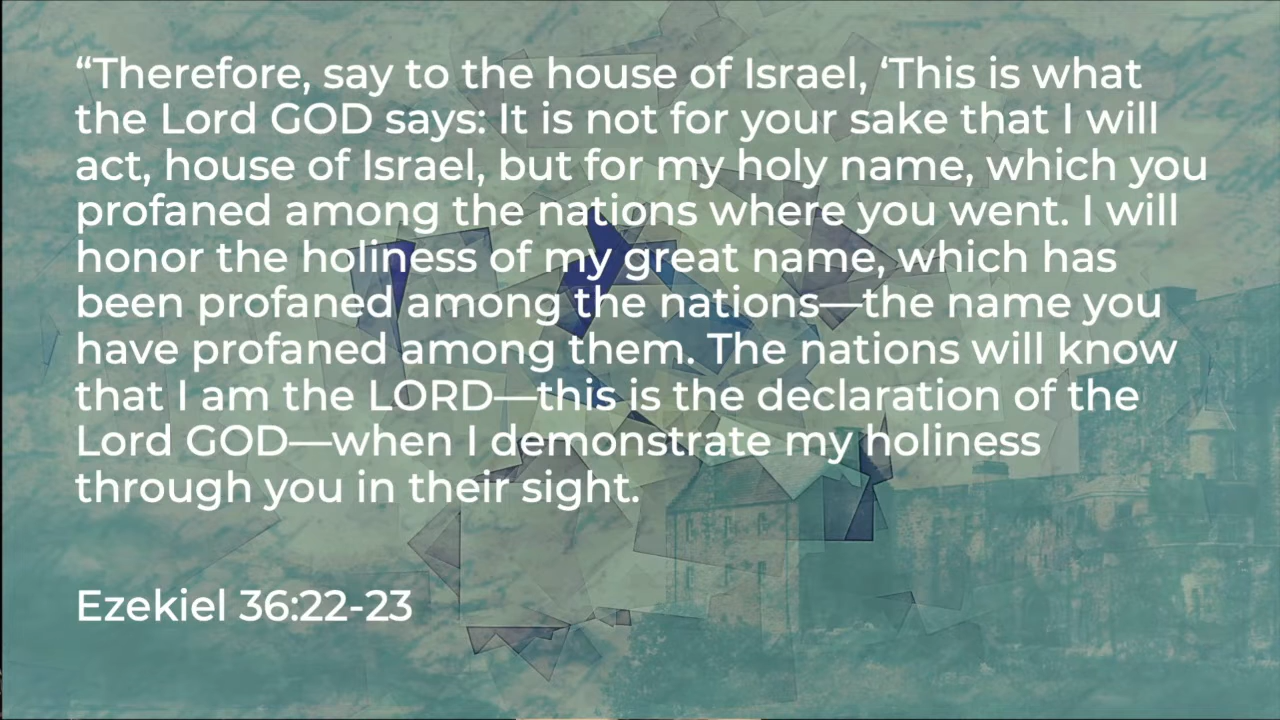 “Therefore, say to the house of Israel, ‘This is what
the Lord GOD says: It is not for your sake that I will
act, house of Israel, but for my holy name, which you
profaned among the nations where you went. I will
honor the holiness of my great name, which has
been profaned among the nations—the name you
have profaned among them. The nations will know
that I am the LORD—this is the declaration of the
Lord GOD—when I demonstrate my holiness
through you in their sight.
Ezekiel 36:22-23